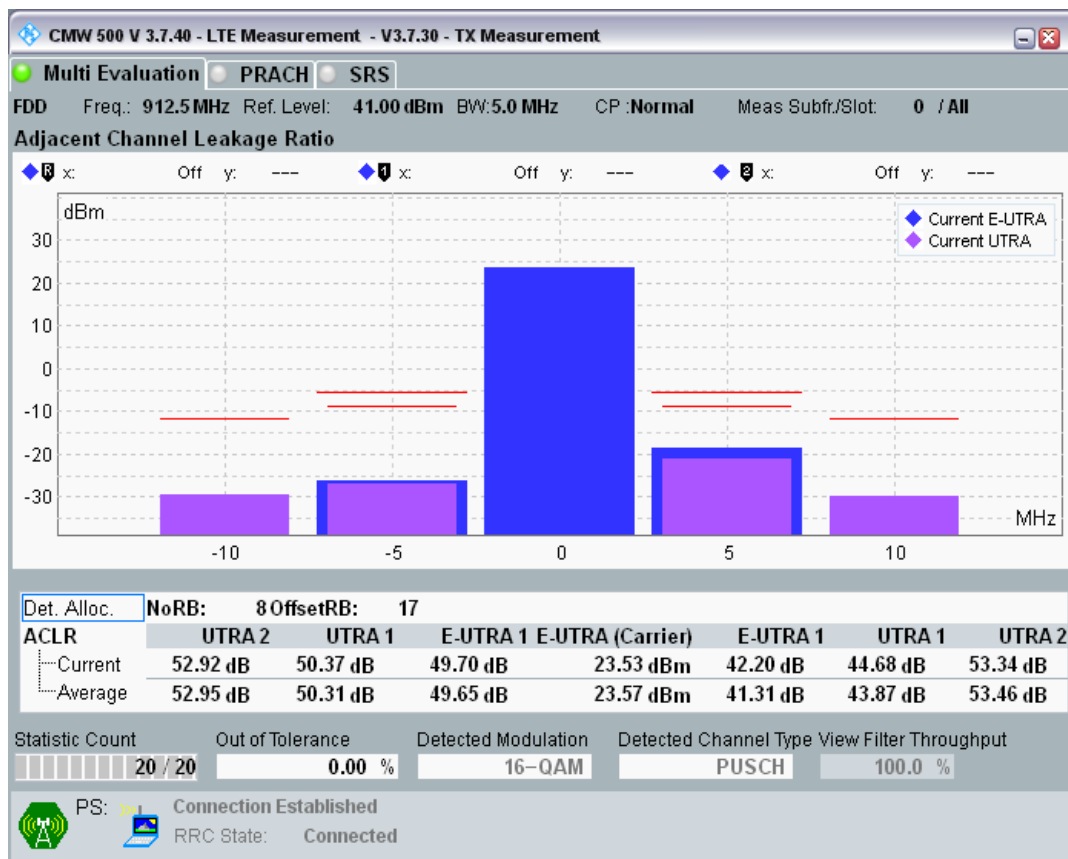 CMW 500 V 3.7.40 - LTE Measurement - V3.7.30 - TX Measurement
Multi Evaluation PRACH SRS
FDD Freq.: 912.5 MHz Ref. Level: 41.00 dBm BW:5.0 MHz CP :Normal Meas Subfr./Slot: 0 / All
Adjacent Channel Leakage Ratio
R x: Off y: --- 1 x: Off y: --- 2 x: Off y: ---
dBm
Current E-UTRA
Current UTRA
30
20
10
0
-10
-20
-30
MHz
-10 -5 0 5 10
Det. Alloc. NoRB: 8 OffsetRB: 17
ACLR UTRA 2 UTRA 1 E-UTRA 1 E-UTRA (Carrier) E-UTRA 1 UTRA 1 UTRA 2
Current 52.92 dB 50.37 dB 49.70 dB 23.53 dBm 42.20 dB 44.68 dB 53.34 dB
Average 52.95 dB 50.31 dB 49.65 dB 23.57 dBm 41.31 dB 43.87 dB 53.46 dB
Statistic Count Out of Tolerance Detected Modulation Detected Channel Type View Filter Throughput
20 / 20 0.00 % 16-QAM PUSCH 100.0 %
PS: Connection Established
RRC State: Connected